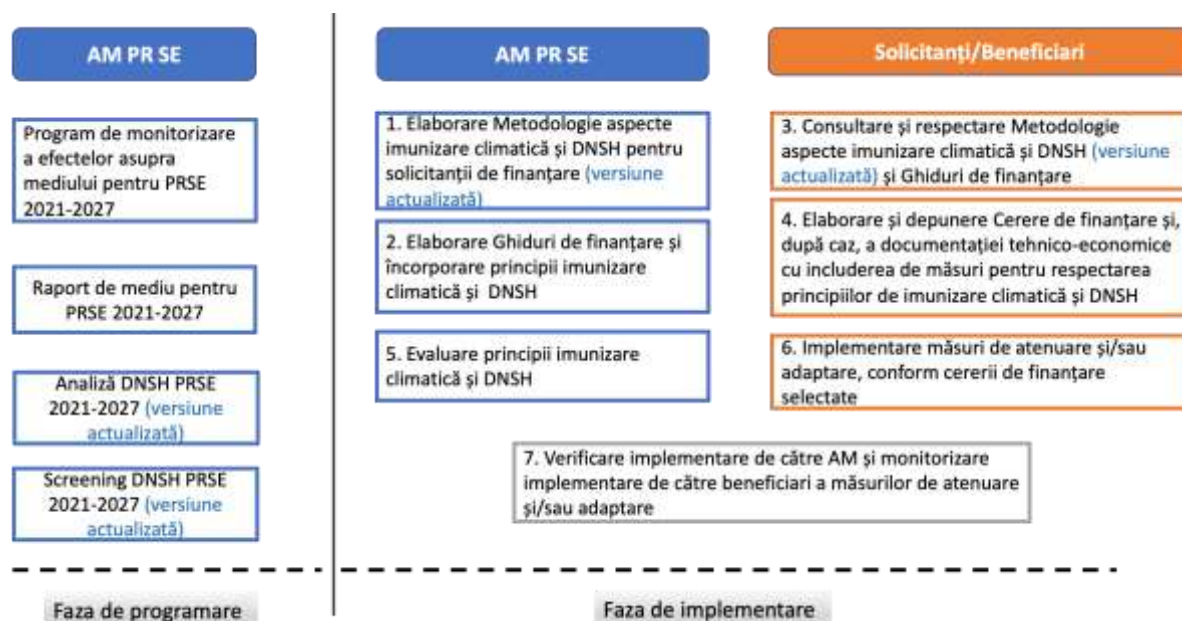 AM PR SE
Program de monitorizare
a efectelor asupra
mediului pentru PRSE
2021-2027
Raport de mediu pentru
PRSE 2021-2027
Analiză DNSH PRSE
2021-2027 (versiune
actualizată)
Screening DNSH PRSE
2021-2027 (versiune
actualizată)
Faza de programare
AM PR SE
1. Elaborare Metodologie aspecte
imunizare climatică și DNSH pentru
solicitanții de finanțare (versiune
actualizată)
2. Elaborare Ghiduri de finanțare și
încorporare principii imunizare
climatică și DNSH
5. Evaluare principii imunizare
climatică și DNSH
Solicitanți/Beneficiari
3. Consultare și respectare Metodologie
aspecte imunizare climatică și DNSH (versiune
actualizată) și Ghiduri de finanțare
4. Elaborare și depunere Cerere de finanțare și,
după caz, a documentației tehnico-economice
cu includerea de măsuri pentru respectarea
principiilor de imunizare climatică și DNSH
6. Implementare măsuri de atenuare și/sau
adaptare, conform cererii de finanțare
selectate
7. Verificare implementare de către AM și monitorizare
implementare de către beneficiari a măsurilor de atenuare
și/sau adaptare
Faza de implementare